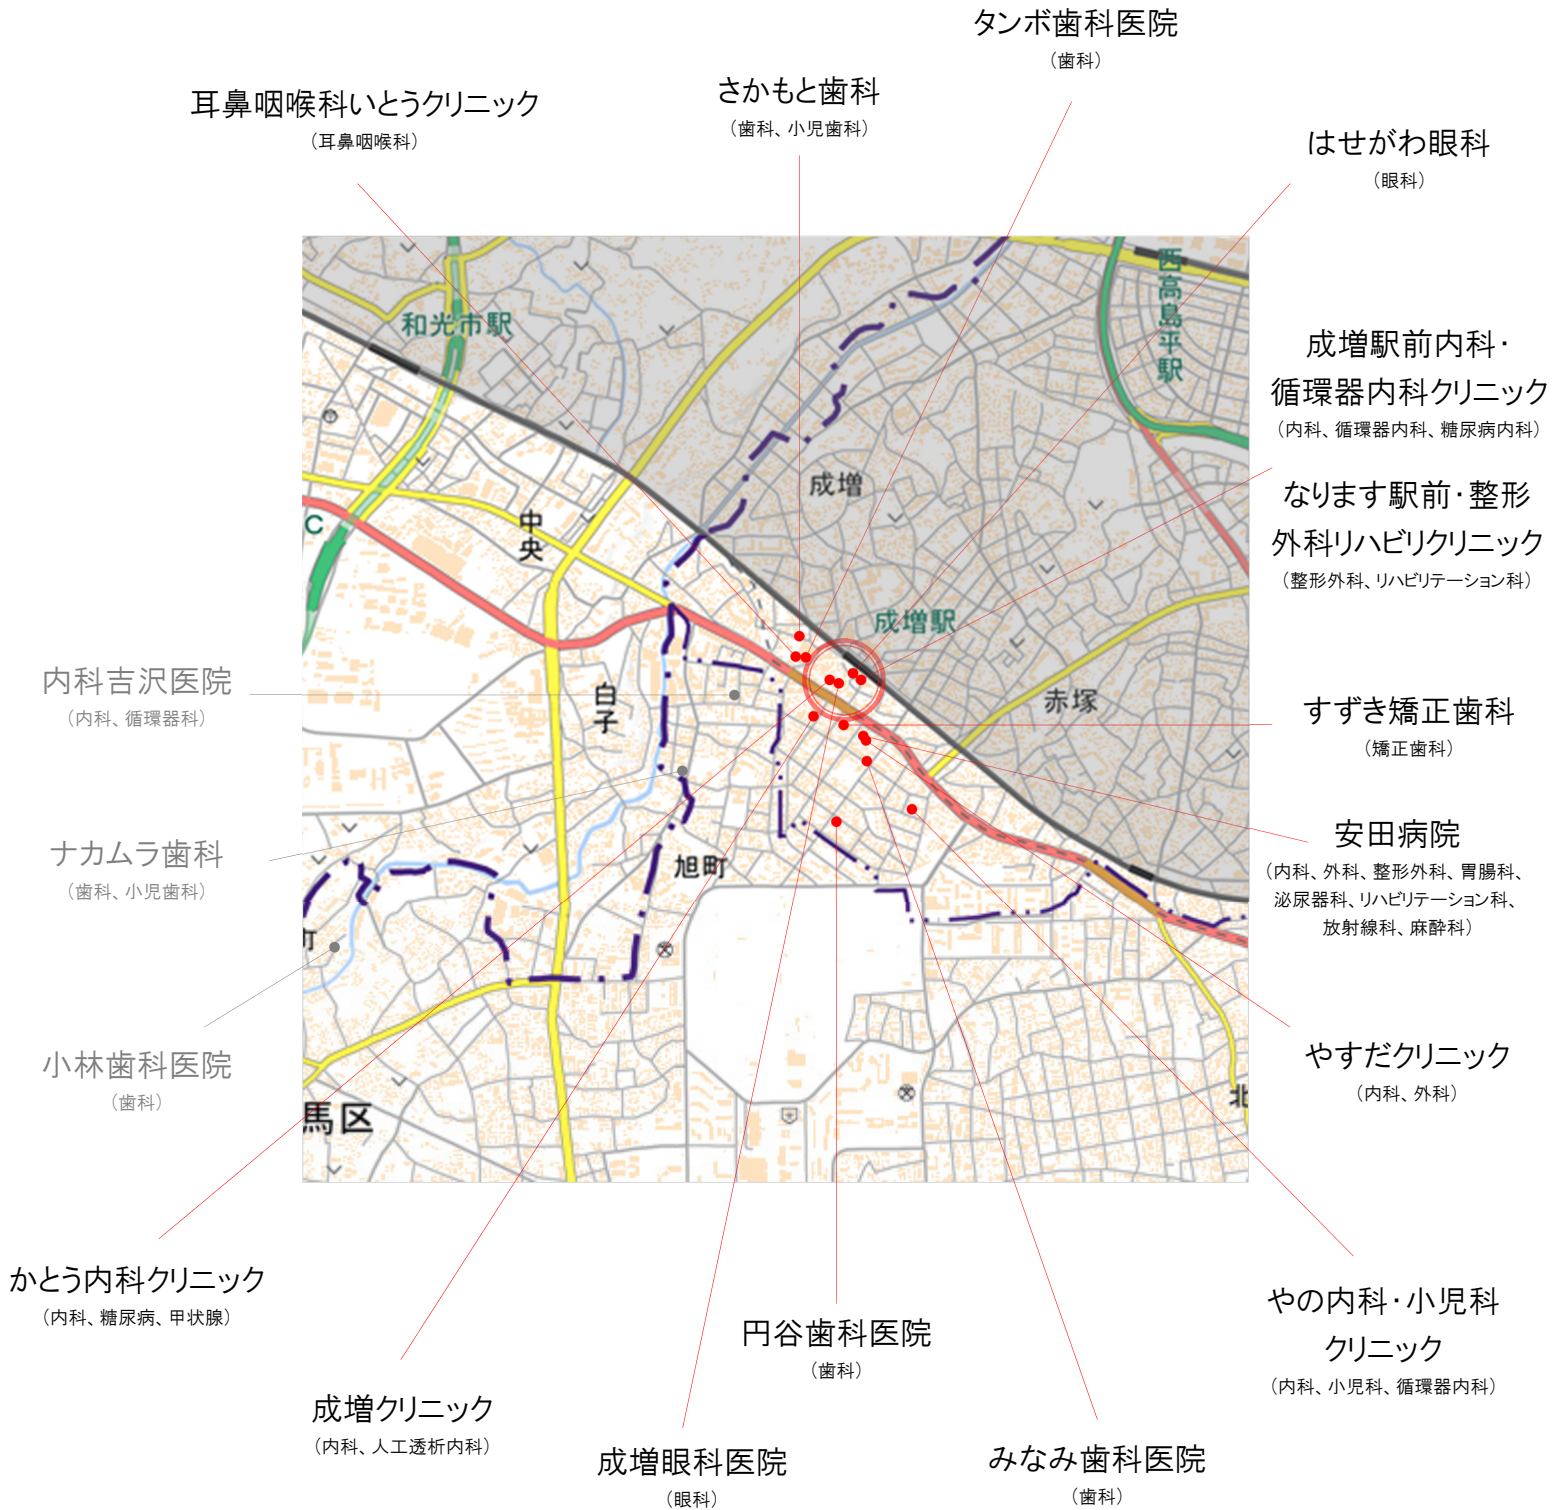 タンボ歯科医院
（歯科）
さかもと歯科
（歯科、小児歯科）
耳鼻咽喉科いとうクリニック
（耳鼻咽喉科）
はせがわ眼科
（眼科）
西高島平駅
和光市駅
成増駅前内科・
循環器内科クリニック
（内科、循環器内科、糖尿病内科）
成増
なります駅前・整形
外科リハビリクリニック
（整形外科、リハビリテーション科）
C
中央
成増駅
内科吉沢医院
（内科、循環器科）
白子
赤塚
すずき矯正歯科
（矯正歯科）
ナカムラ歯科
（歯科、小児歯科）
旭町
安田病院
（内科、外科、整形外科、胃腸科、
泌尿器科、リハビリテーション科、
放射線科、麻酔科）
町
小林歯科医院
（歯科）
やすだクリニック
（内科、外科）
馬区
北
かとう内科クリニック
（内科、糖尿病、甲状腺）
円谷歯科医院
（歯科）
やの内科・小児科
クリニック
（内科、小児科、循環器内科）
成増クリニック
（内科、人工透析内科）
成増眼科医院
（眼科）
みなみ歯科医院
（歯科）